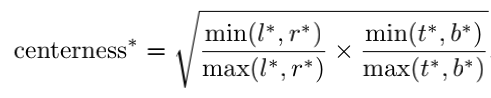 centerness* = √(min(l*, r*) / max(l*, r*) × min(t*, b*) / max(t*, b*))